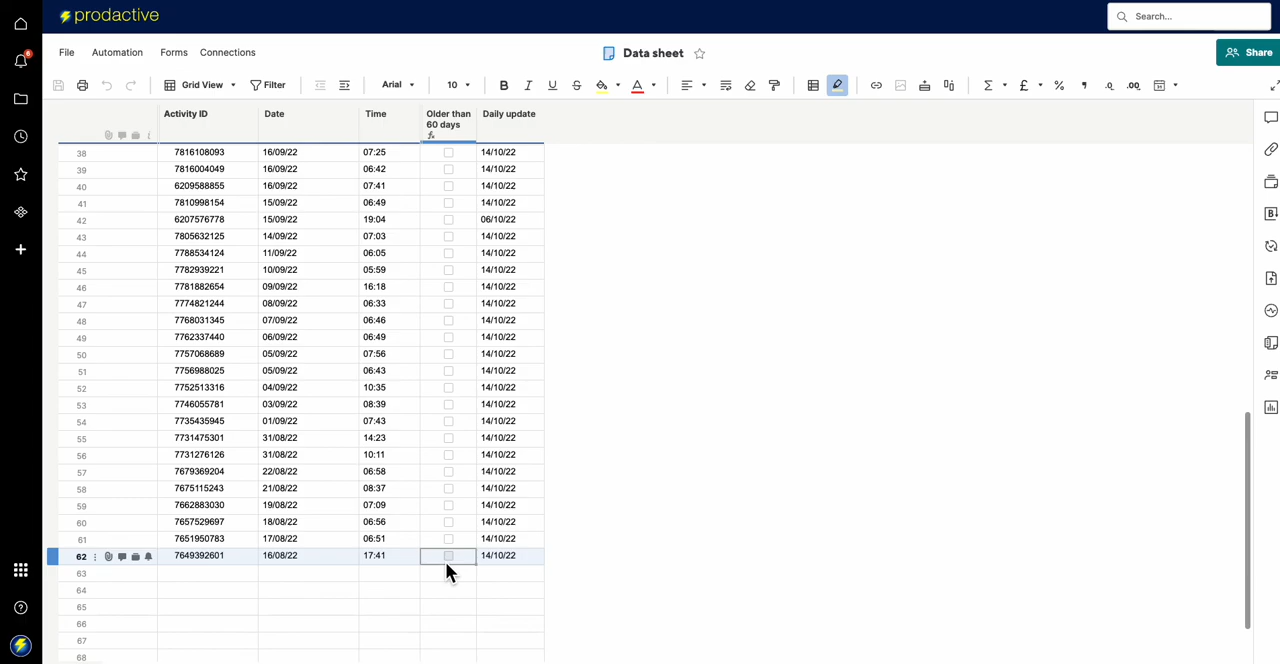 prodactive
Search...
6
File Automation Forms Connections
Data sheet
Share
Grid View Filter Arial 10 B I U S A Σ £ % , .0 .00
Activity ID Date Time Older than 60 days fx Daily update
38 7816108093 16/09/22 07:25 14/10/22
39 7816004049 16/09/22 06:42 14/10/22
40 6209588855 16/09/22 07:41 14/10/22
41 7810998154 15/09/22 06:49 14/10/22
42 6207576778 15/09/22 19:04 06/10/22
43 7805632125 14/09/22 07:03 14/10/22
44 7788534124 11/09/22 06:05 14/10/22
45 7782939221 10/09/22 05:59 14/10/22
46 7781882654 09/09/22 16:18 14/10/22
47 7774821244 08/09/22 06:33 14/10/22
48 7768031345 07/09/22 06:46 14/10/22
49 7762337440 06/09/22 06:49 14/10/22
50 7757068689 05/09/22 07:56 14/10/22
51 7756988025 05/09/22 06:43 14/10/22
52 7752513316 04/09/22 10:35 14/10/22
53 7746055781 03/09/22 08:39 14/10/22
54 7735435945 01/09/22 07:43 14/10/22
55 7731475301 31/08/22 14:23 14/10/22
56 7731276126 31/08/22 10:11 14/10/22
57 7679369204 22/08/22 06:58 14/10/22
58 7675115243 21/08/22 08:37 14/10/22
59 7662883030 19/08/22 07:09 14/10/22
60 7657529697 18/08/22 06:56 14/10/22
61 7651950783 17/08/22 06:51 14/10/22
62 7649392601 16/08/22 17:41 14/10/22
63
64
65
66
67
68